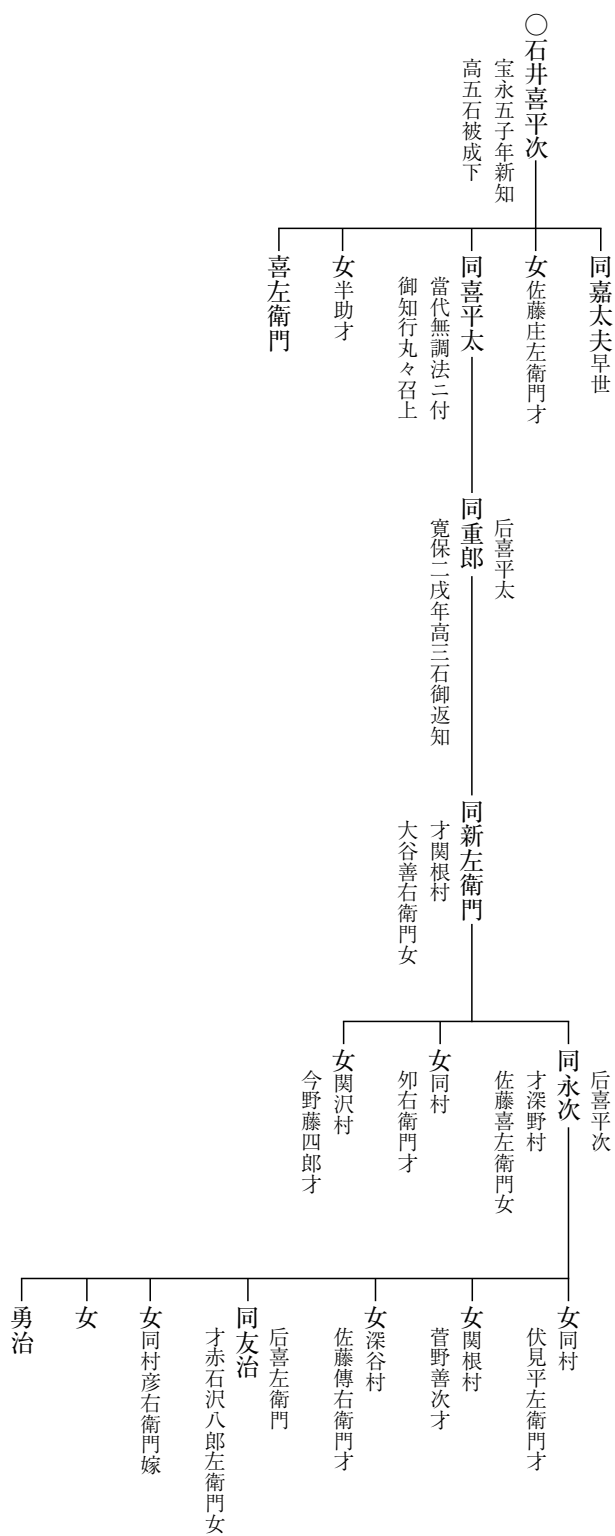 ○石井喜平次
宝永五子年新知
高五石被成下
同嘉太夫早世
女佐藤庄左衛門才
同喜平太
當代無調法ニ付
御知行丸々召上
女半助才
喜左衛門
后喜平太
同重郎
寛保二戌年高三石御返知
同新左衛門
才関根村
大谷善右衛門女
后喜平次
同永次
才深野村
佐藤喜左衛門女
女同村
夘右衛門才
女関沢村
今野藤四郎才
女同村
伏見平左衛門才
女関根村
菅野善次才
女深谷村
佐藤傳右衛門才
后喜左衛門
同友治
才赤石沢八郎左衛門女
女同村彦右衛門嫁
女
勇治